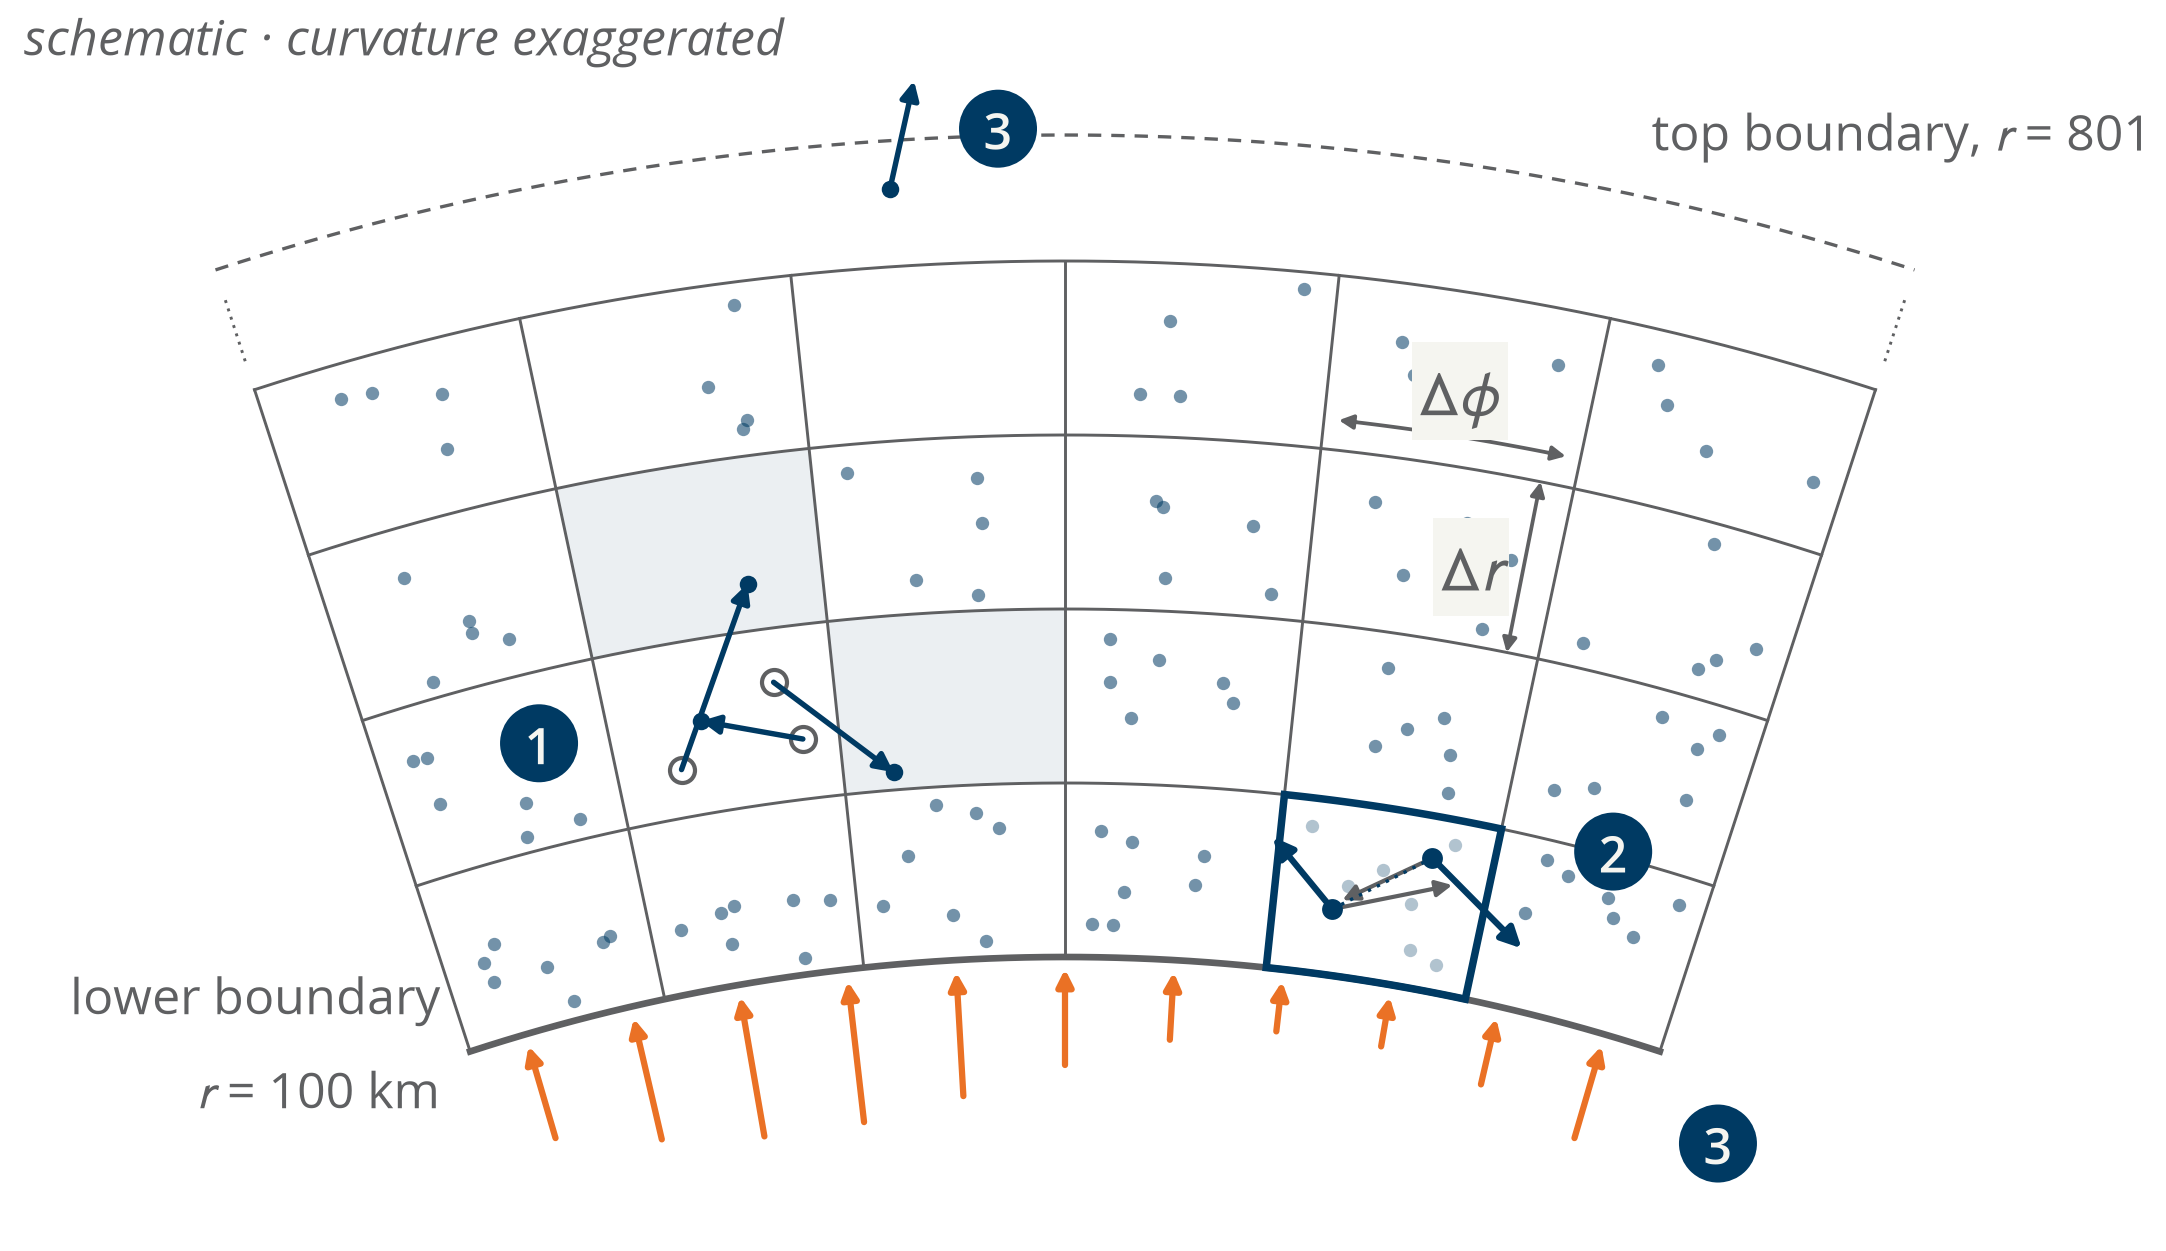 schematic · curvature exaggerated
3
top boundary, r = 801
Δϕ
Δr
1
2
lower boundary
r = 100 km
3